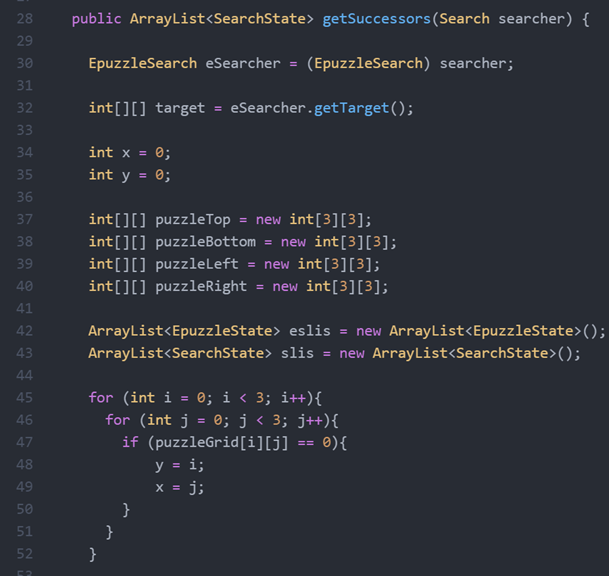 28 public ArrayList<SearchState> getSuccessors(Search searcher) {
29
30 EpuzzleSearch eSearcher = (EpuzzleSearch) searcher;
31
32 int[][] target = eSearcher.getTarget();
33
34 int x = 0;
35 int y = 0;
36
37 int[][] puzzleTop = new int[3][3];
38 int[][] puzzleBottom = new int[3][3];
39 int[][] puzzleLeft = new int[3][3];
40 int[][] puzzleRight = new int[3][3];
41
42 ArrayList<EpuzzleState> eslis = new ArrayList<EpuzzleState>();
43 ArrayList<SearchState> slis = new ArrayList<SearchState>();
44
45 for (int i = 0; i < 3; i++){
46 for (int j = 0; j < 3; j++){
47 if (puzzleGrid[i][j] == 0){
48 y = i;
49 x = j;
50 }
51 }
52 }